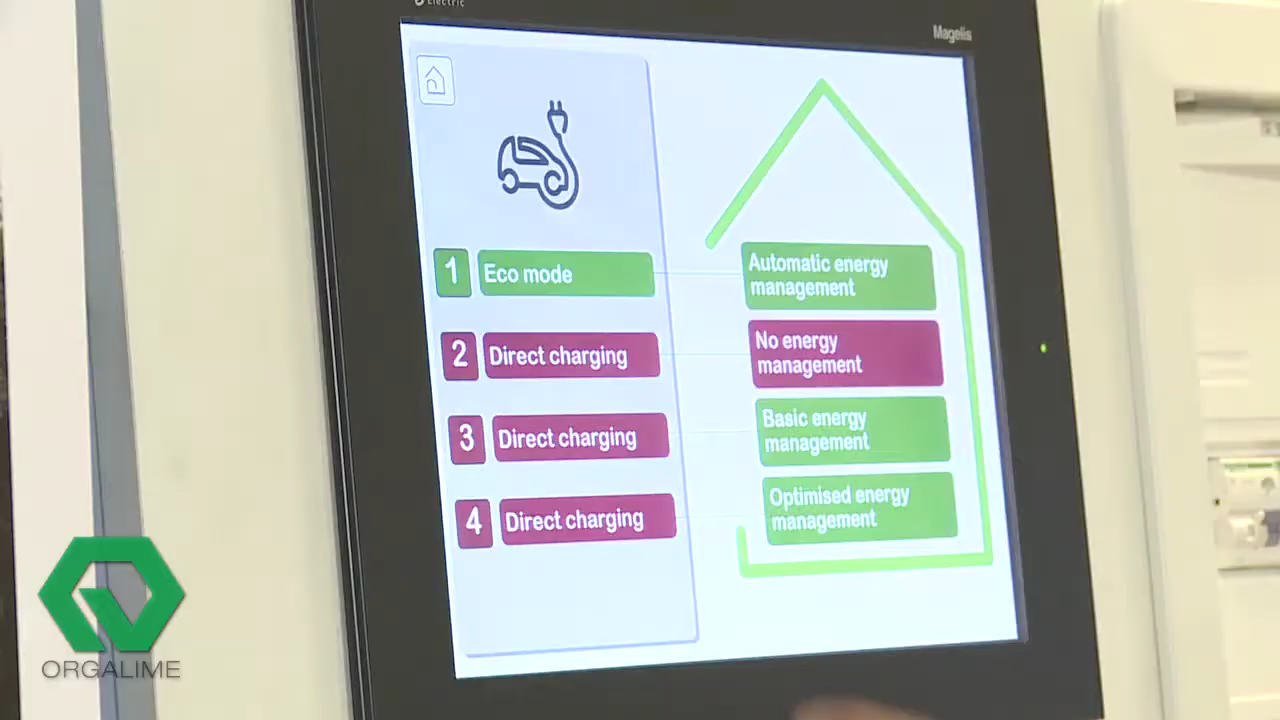 Electric
Magelis
1
Eco mode
Automatic energy
management
2
Direct charging
No energy
management
3
Direct charging
Basic energy
management
4
Direct charging
Optimised energy
management
ORGALIME